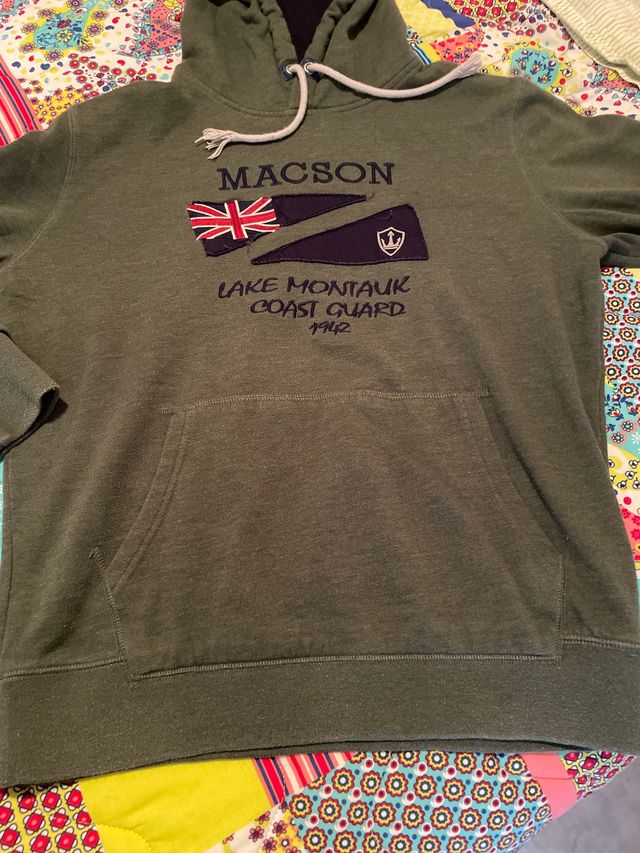 MACSON
LAKE MONTAUK
COAST GUARD
1942